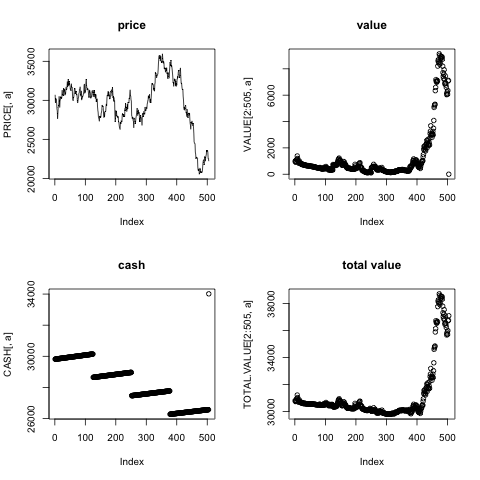 price
PRICE[, a]
20000 25000 30000 35000
0 100 200 300 400 500
Index
value
VALUE[2:505, a]
0 2000 6000
0 100 200 300 400 500
Index
cash
CASH[, a]
26000 30000 34000
0 100 200 300 400 500
Index
total value
TOTAL.VALUE[2:505, a]
30000 34000 38000
0 100 200 300 400 500
Index